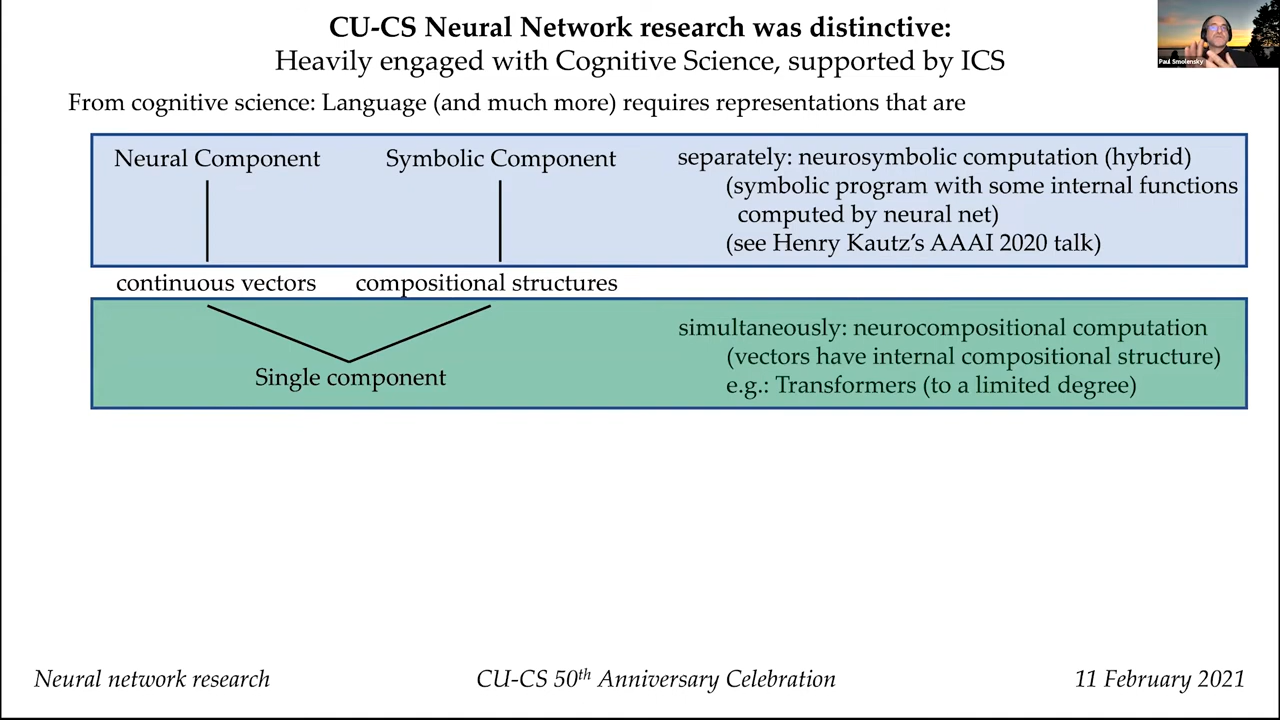 CU-CS Neural Network research was distinctive:
Heavily engaged with Cognitive Science, supported by ICS
Paul Smolensky
From cognitive science: Language (and much more) requires representations that are
Neural Component
Symbolic Component
separately: neurosymbolic computation (hybrid)
(symbolic program with some internal functions
computed by neural net)
(see Henry Kautz's AAAI 2020 talk)
continuous vectors
compositional structures
simultaneously: neurocompositional computation
(vectors have internal compositional structure)
e.g.: Transformers (to a limited degree)
Single component
Neural network research
CU-CS 50th Anniversary Celebration
11 February 2021